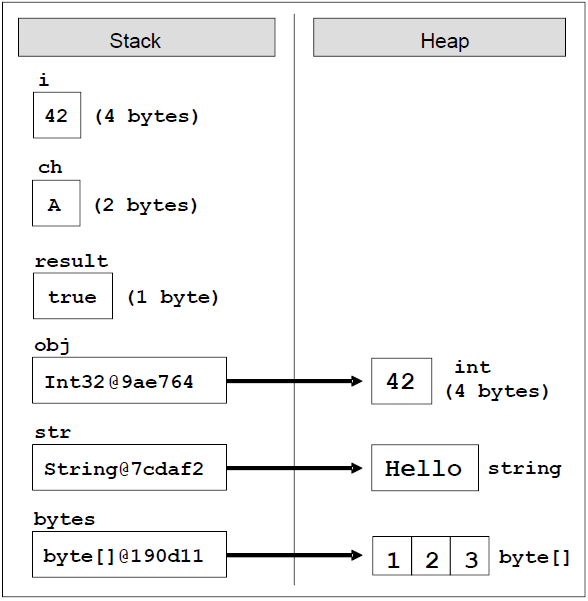 Stack Heap
i
42 (4 bytes)
ch
A (2 bytes)
result
true (1 byte)
obj
Int32@9ae764 42 int
(4 bytes)
str
String@7cdaf2 Hello string
bytes
byte[]@190d11 1 2 3 byte[]